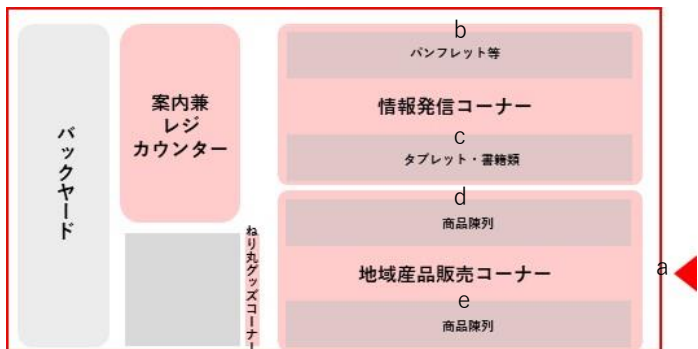 バックヤード
案内兼
レジ
カウンター
ねり丸グッズコーナー
b
パンフレット等
情報発信コーナー
c
タブレット・書籍類
d
商品陳列
地域産品販売コーナー
a
e
商品陳列